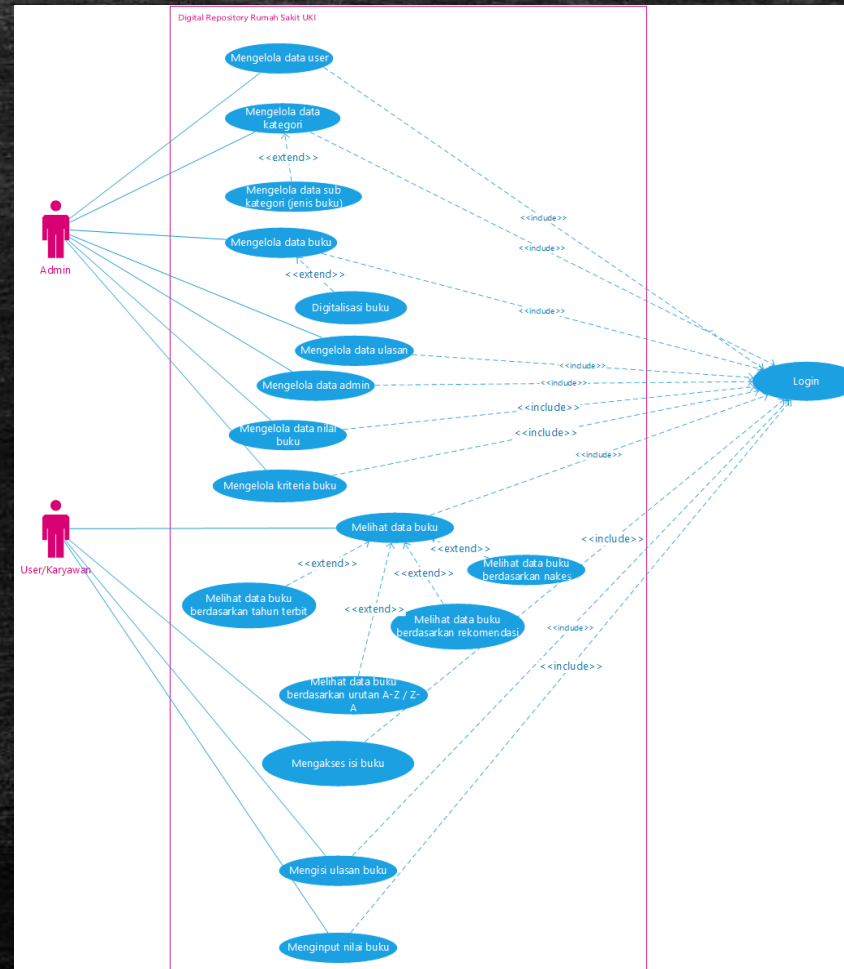 Digital Repository Rumah Sakit UKI
Mengelola data user
Mengelola data
kategori
<<extend>>
Mengelola data sub
kategori (jenis buku)
<<include>>
<<include>>
Admin
Mengelola data buku
<<extend>>
Digitalisasi buku
<<include>>
Mengelola data ulasan
<<include>>
Mengelola data admin
<<include>>
Login
<<include>>
Mengelola data nilai
buku
<<include>>
<<include>>
Mengelola kriteria buku
Melihat data buku
<<include>>
User/Karyawan
<<extend>>
<<extend>>
<<extend>>
Melihat data buku
berdasarkan nakes
Melihat data buku
berdasarkan tahun terbit
<<extend>>
Melihat data buku
berdasarkan rekomendasi
<<include>>
<<include>>
Melihat data buku
berdasarkan urutan A-Z / Z-
A
Mengakses isi buku
Mengisi ulasan buku
Menginput nilai buku